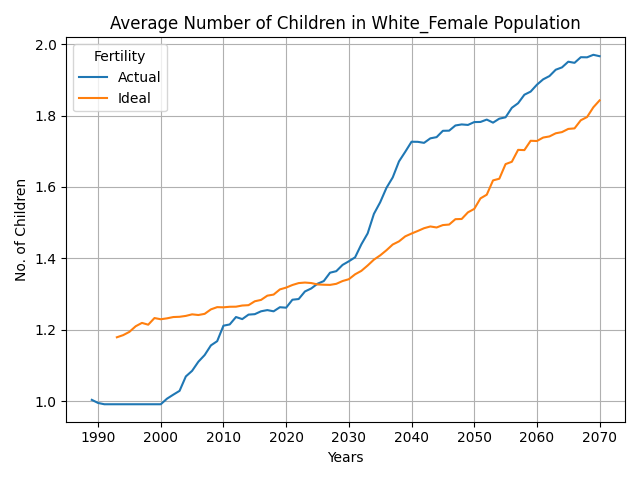 Average Number of Children in White_Female Population
Fertility
Actual
Ideal
2.0
1.8
1.6
1.4
1.2
1.0
No. of Children
1990 2000 2010 2020 2030 2040 2050 2060 2070
Years